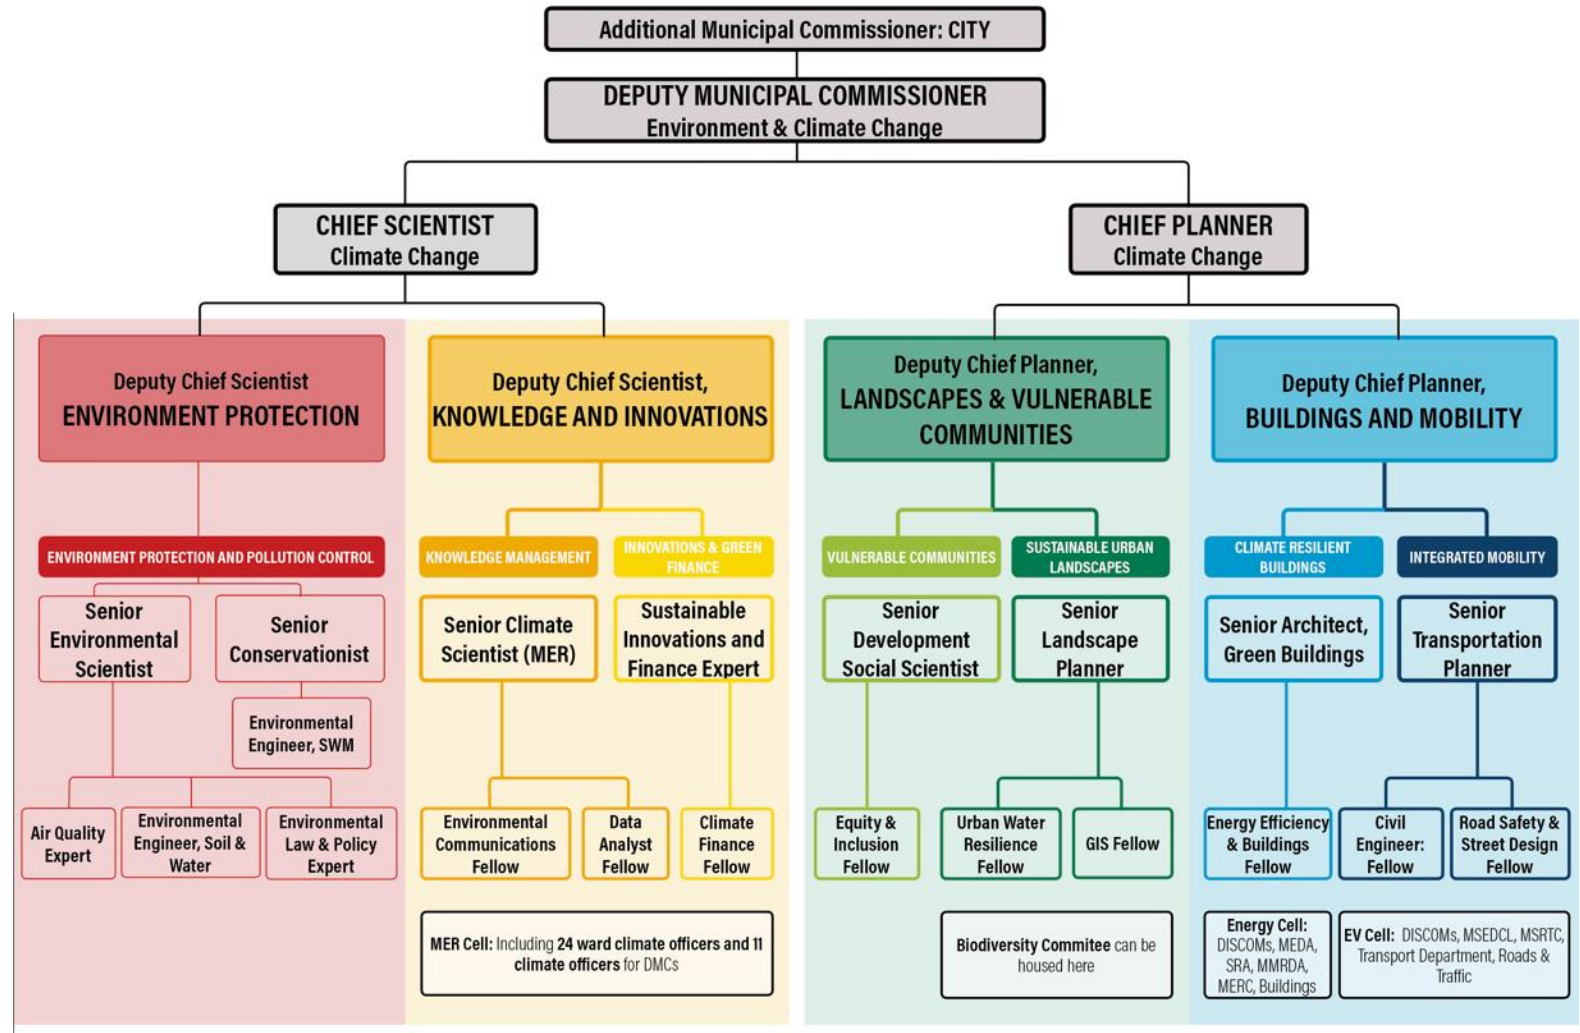 Additional Municipal Commissioner: CITY
DEPUTY MUNICIPAL COMMISSIONER
Environment & Climate Change
CHIEF SCIENTIST
Climate Change
CHIEF PLANNER
Climate Change
Deputy Chief Scientist
ENVIRONMENT PROTECTION
Deputy Chief Scientist,
KNOWLEDGE AND INNOVATIONS
Deputy Chief Planner,
LANDSCAPES & VULNERABLE
COMMUNITIES
Deputy Chief Planner,
BUILDINGS AND MOBILITY
ENVIRONMENT PROTECTION AND POLLUTION CONTROL
KNOWLEDGE MANAGEMENT
INNOVATIONS & GREEN
FINANCE
VULNERABLE COMMUNITIES
SUSTAINABLE URBAN
LANDSCAPES
CLIMATE RESILIENT
BUILDINGS
INTEGRATED MOBILITY
Senior
Environmental
Scientist
Senior
Conservationist
Senior Climate
Scientist (MER)
Sustainable
Innovations and
Finance Expert
Senior
Development
Social Scientist
Senior
Landscape
Planner
Senior Architect,
Green Buildings
Senior
Transportation
Planner
Environmental
Engineer, SWM
Air Quality
Expert
Environmental
Engineer, Soil &
Water
Environmental
Law & Policy
Expert
Environmental
Communications
Fellow
Data
Analyst
Fellow
Climate
Finance
Fellow
Equity &
Inclusion
Fellow
Urban Water
Resilience
Fellow
GIS Fellow
Energy Efficiency
& Buildings
Fellow
Civil
Engineer:
Fellow
Road Safety &
Street Design
Fellow
MER Cell: Including 24 ward climate officers and 11
climate officers for DMCs
Biodiversity Commitee can be
housed here
Energy Cell:
DISCOMs, MEDA,
SRA, MMRDA,
MERC, Buildings
EV Cell: DISCOMs, MSEDCL, MSRTC,
Transport Department, Roads &
Traffic